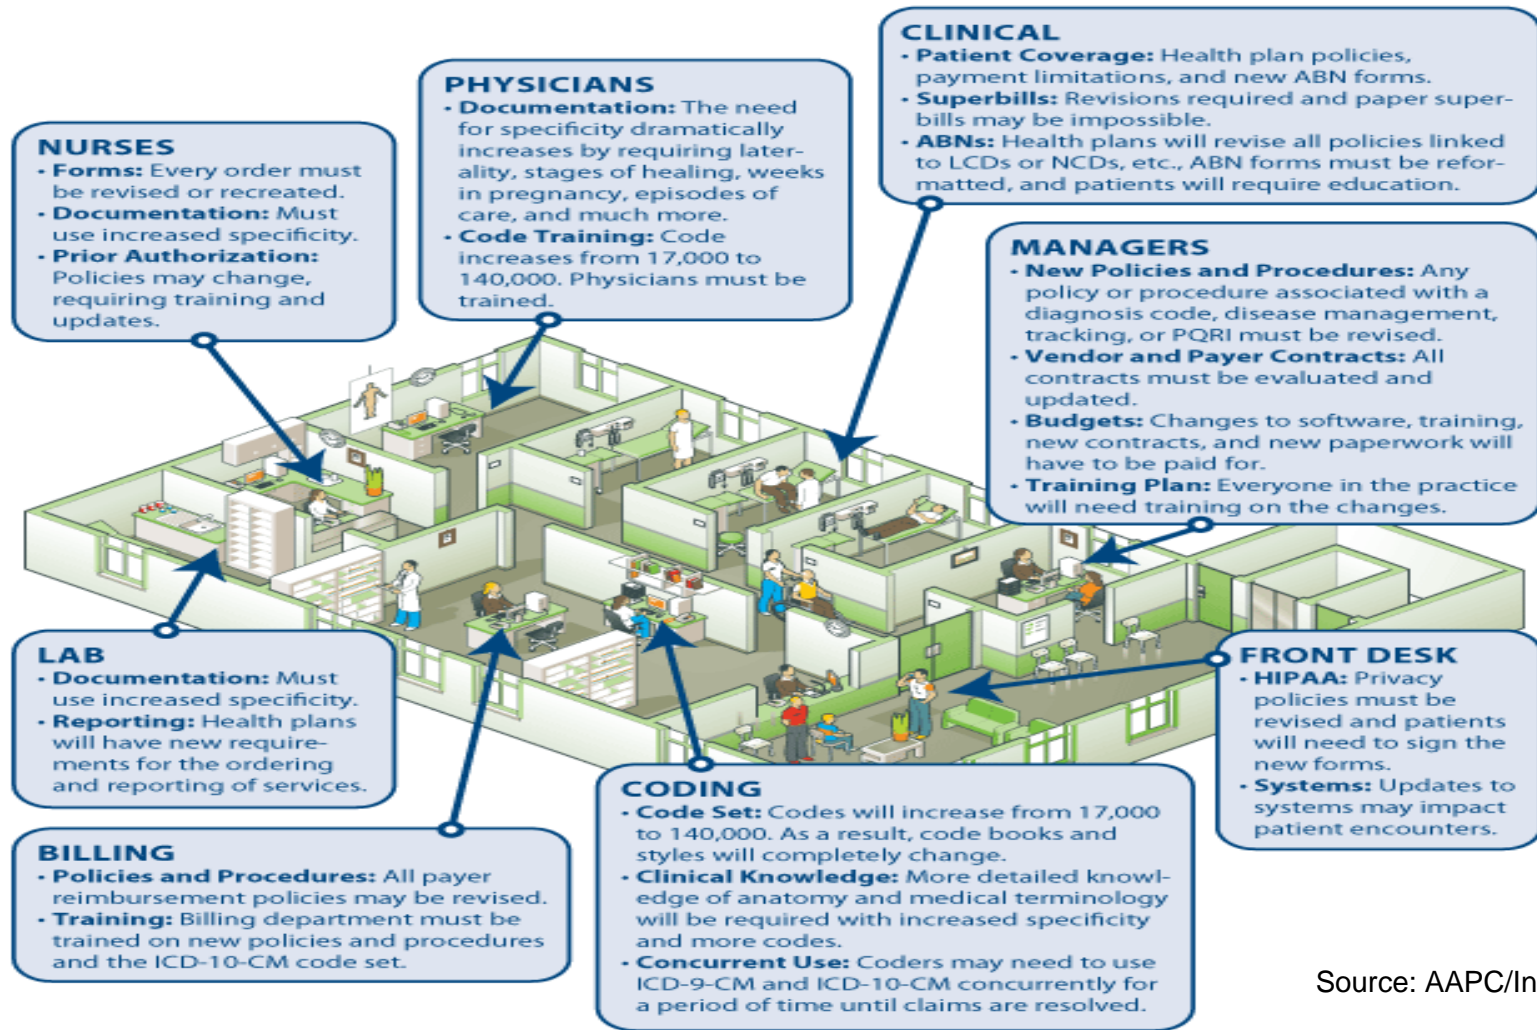 NURSES
• Forms: Every order must
be revised or recreated.
• Documentation: Must
use increased specificity.
• Prior Authorization:
Policies may change,
requiring training and
updates.
PHYSICIANS
• Documentation: The need
for specificity dramatically
increases by requiring later-
ality, stages of healing, weeks
in pregnancy, episodes of
care, and much more.
• Code Training: Code
increases from 17,000 to
140,000. Physicians must be
trained.
CLINICAL
• Patient Coverage: Health plan policies,
payment limitations, and new ABN forms.
• Superbills: Revisions required and paper super-
bills may be impossible.
• ABNs: Health plans will revise all policies linked
to LCDs or NCDs, etc., ABN forms must be refor-
matted, and patients will require education.
MANAGERS
• New Policies and Procedures: Any
policy or procedure associated with a
diagnosis code, disease management,
tracking, or PQRI must be revised.
• Vendor and Payer Contracts: All
contracts must be evaluated and
updated.
• Budgets: Changes to software, training,
new contracts, and new paperwork will
have to be paid for.
• Training Plan: Everyone in the practice
will need training on the changes.
LAB
• Documentation: Must
use increased specificity.
• Reporting: Health plans
will have new require-
ments for the ordering
and reporting of services.
FRONT DESK
• HIPAA: Privacy
policies must be
revised and patients
will need to sign the
new forms.
• Systems: Updates to
systems may impact
patient encounters.
BILLING
• Policies and Procedures: All payer
reimbursement policies may be revised.
• Training: Billing department must be
trained on new policies and procedures
and the ICD-10-CM code set.
CODING
• Code Set: Codes will increase from 17,000
to 140,000. As a result, code books and
styles will completely change.
• Clinical Knowledge: More detailed knowl-
edge of anatomy and medical terminology
will be required with increased specificity
and more codes.
• Concurrent Use: Coders may need to use
ICD-9-CM and ICD-10-CM concurrently for
a period of time until claims are resolved.
Source: AAPC/In